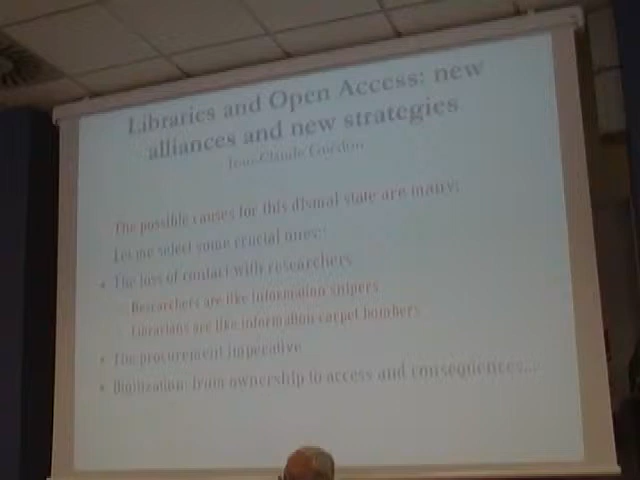 Libraries and Open Access: new
alliances and new strategies
Jean-Claude Guédon
The possible causes for this dismal state are many:
Let me select some crucial ones:
• The loss of contact with researchers
Researchers are like information snipers
Librarians are like information carpet bombers
• The procurement imperative
• Digitization: from ownership to access and consequences...